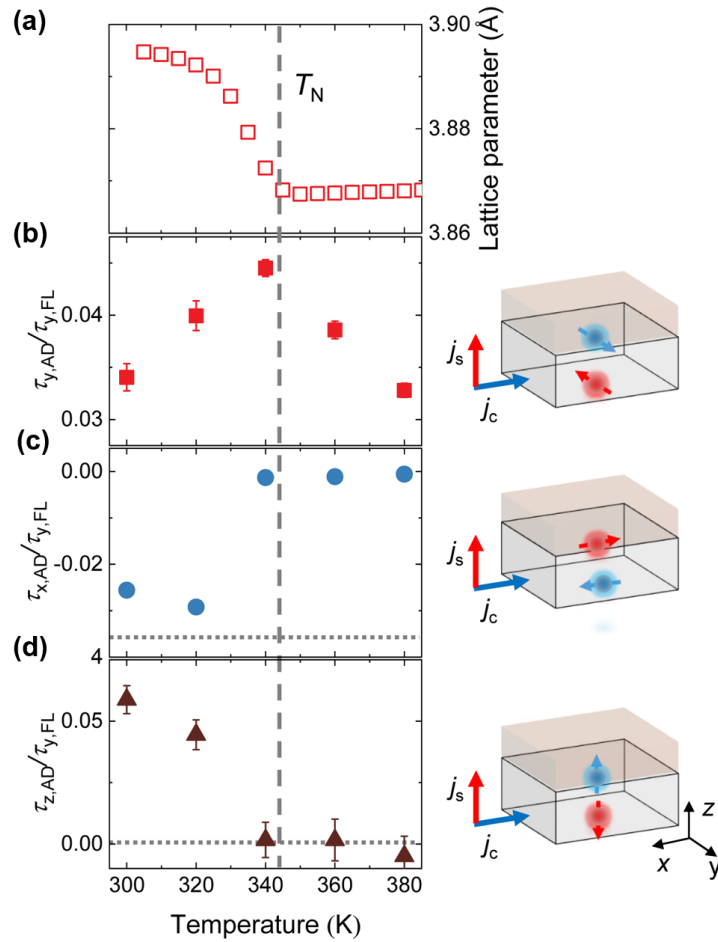 (a)
3.90
T_N
3.88
Lattice parameter (Å)
3.86
(b)
0.04
0.03
τ_y,AD/τ_y,FL
j_s
j_c
(c)
0.00
-0.02
4
τ_x,AD/τ_y,FL
j_s
j_c
(d)
0.05
0.00
τ_z,AD/τ_y,FL
j_s
j_c
z
x
y
300 320 340 360 380
Temperature (K)